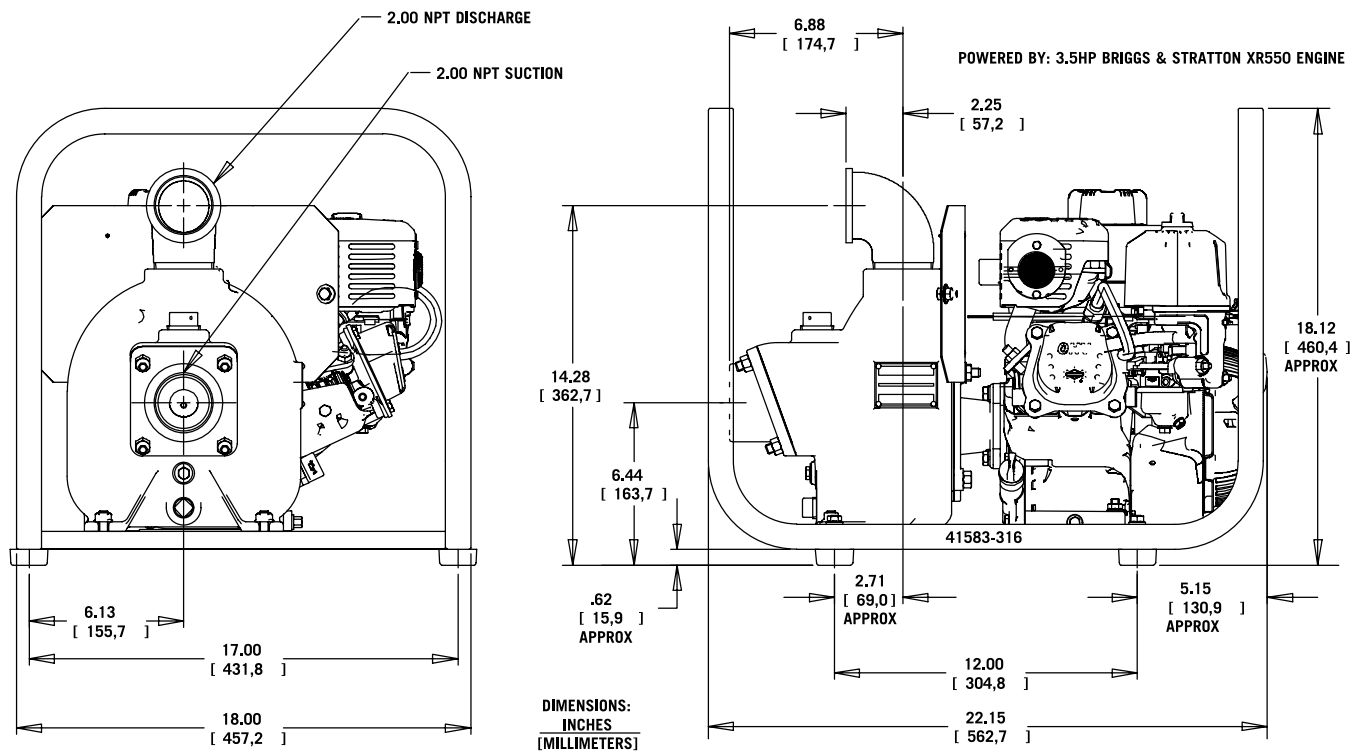 2.00 NPT DISCHARGE
2.00 NPT SUCTION
6.88
[ 174,7 ]
POWERED BY: 3.5HP BRIGGS & STRATTON XR550 ENGINE
2.25
[ 57,2 ]
18.12
[ 460,4 ]
APPROX
14.28
[ 362,7 ]
6.44
[ 163,7 ]
41583-316
.62
[ 15,9 ]
APPROX
2.71
[ 69,0 ]
APPROX
5.15
[ 130,9 ]
APPROX
6.13
[ 155,7 ]
17.00
[ 431,8 ]
12.00
[ 304,8 ]
18.00
[ 457,2 ]
DIMENSIONS:
INCHES
[MILLIMETERS]
22.15
[ 562,7 ]